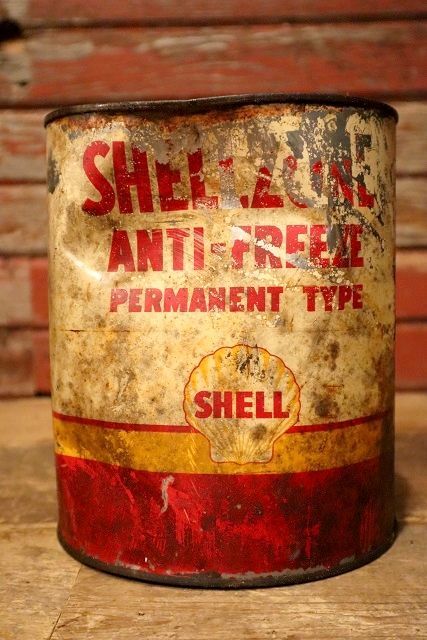 SHELLZONE
ANTI-FREEZE
PERMANENT TYPE
SHELL